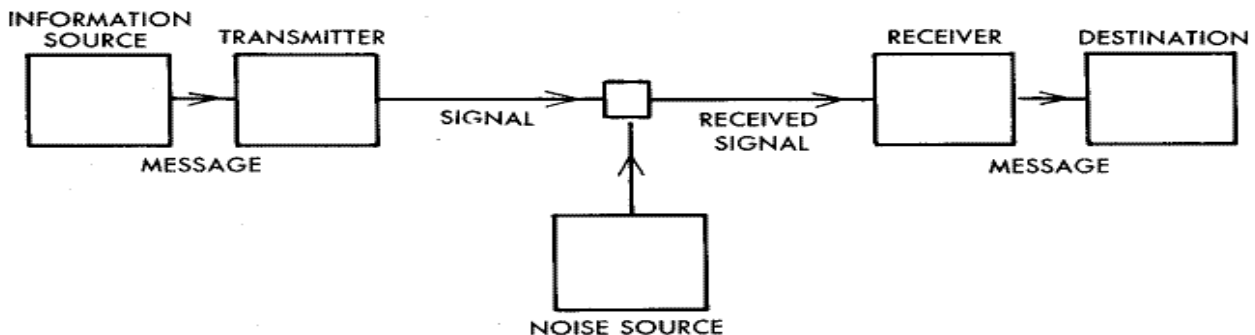 INFORMATION
SOURCE
TRANSMITTER
RECEIVER
DESTINATION
SIGNAL
RECEIVED
SIGNAL
MESSAGE
MESSAGE
NOISE SOURCE